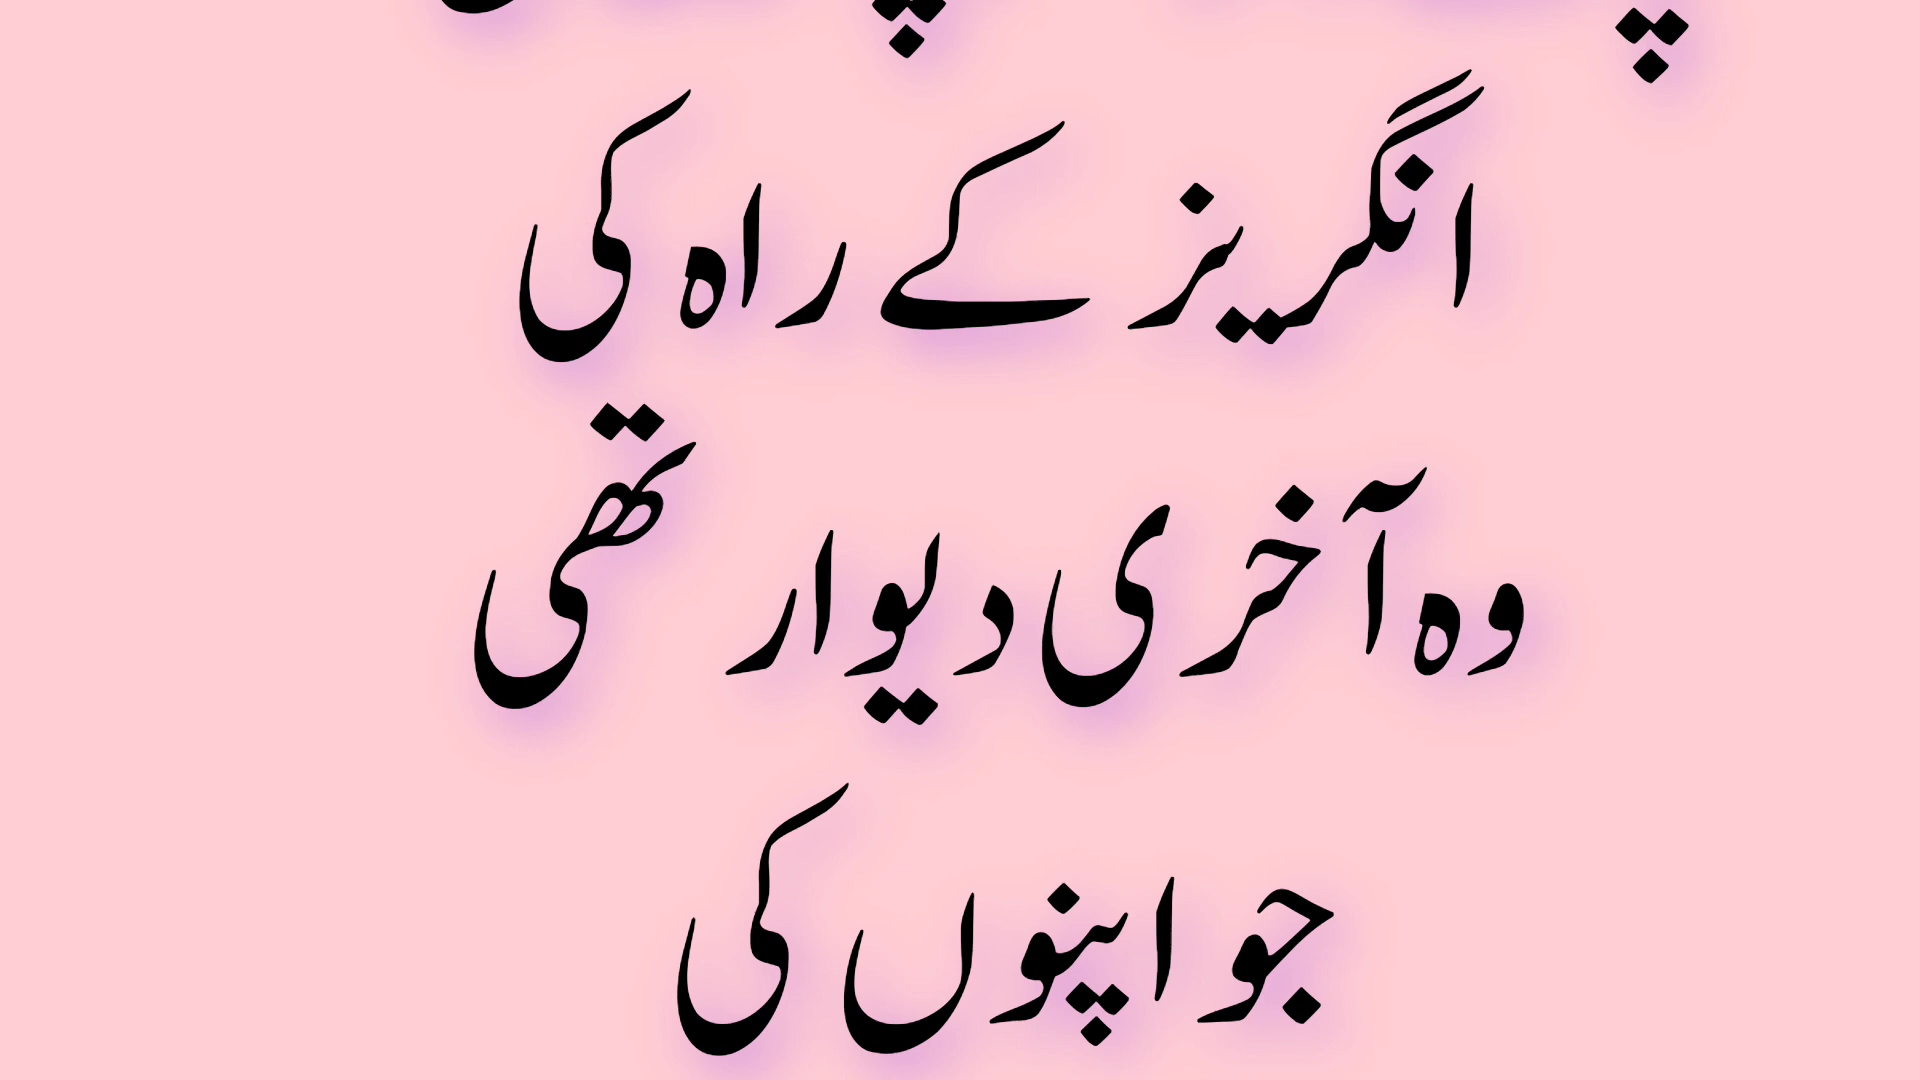 انگریز کے راہ کی
وہ آخری دیوار تھی
جو اپنوں کی